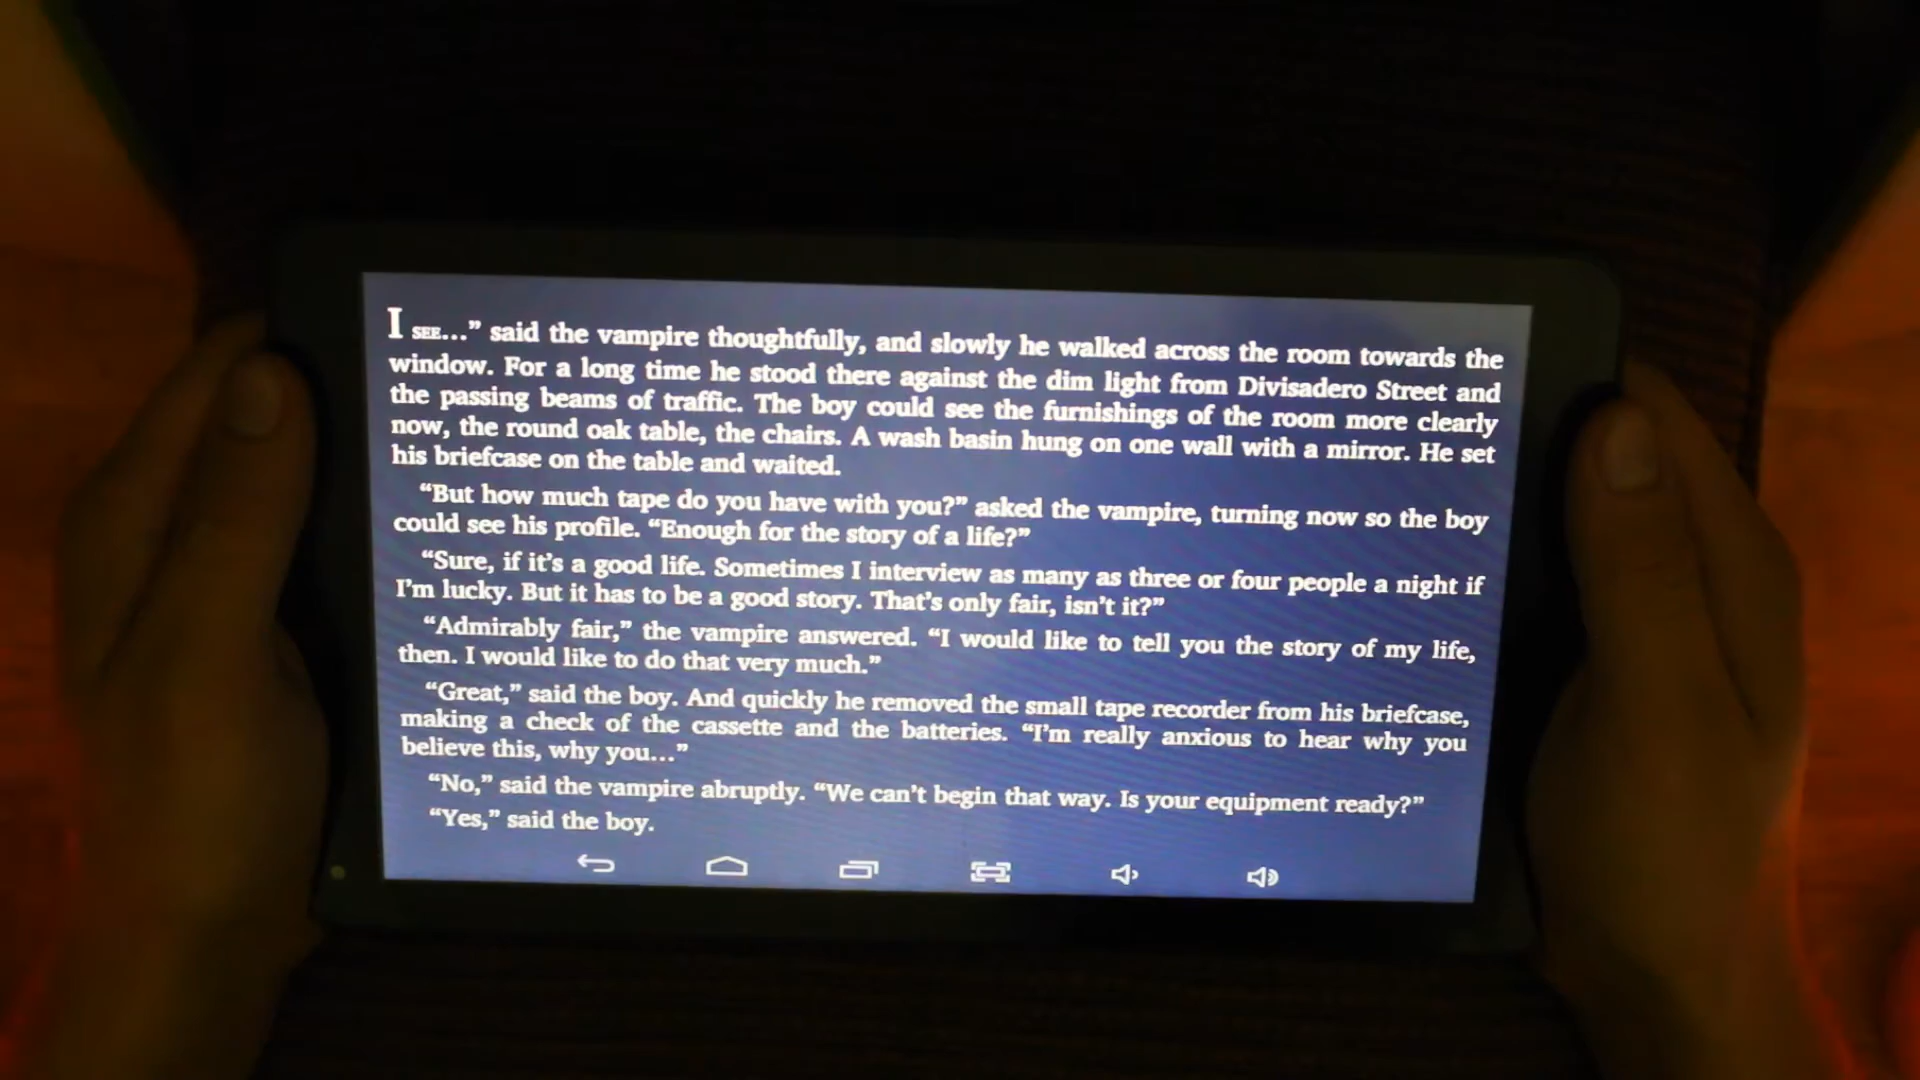 I SEE…” said the vampire thoughtfully, and slowly he walked across the room towards the
window. For a long time he stood there against the dim light from Divisadero Street and
the passing beams of traffic. The boy could see the furnishings of the room more clearly
now, the round oak table, the chairs. A wash basin hung on one wall with a mirror. He set
his briefcase on the table and waited.
“But how much tape do you have with you?” asked the vampire, turning now so the boy
could see his profile. “Enough for the story of a life?”
“Sure, if it’s a good life. Sometimes I interview as many as three or four people a night if
I’m lucky. But it has to be a good story. That’s only fair, isn’t it?”
“Admirably fair,” the vampire answered. “I would like to tell you the story of my life,
then. I would like to do that very much.”
“Great,” said the boy. And quickly he removed the small tape recorder from his briefcase,
making a check of the cassette and the batteries. “I’m really anxious to hear why you
believe this, why you…”
“No,” said the vampire abruptly. “We can’t begin that way. Is your equipment ready?”
“Yes,” said the boy.